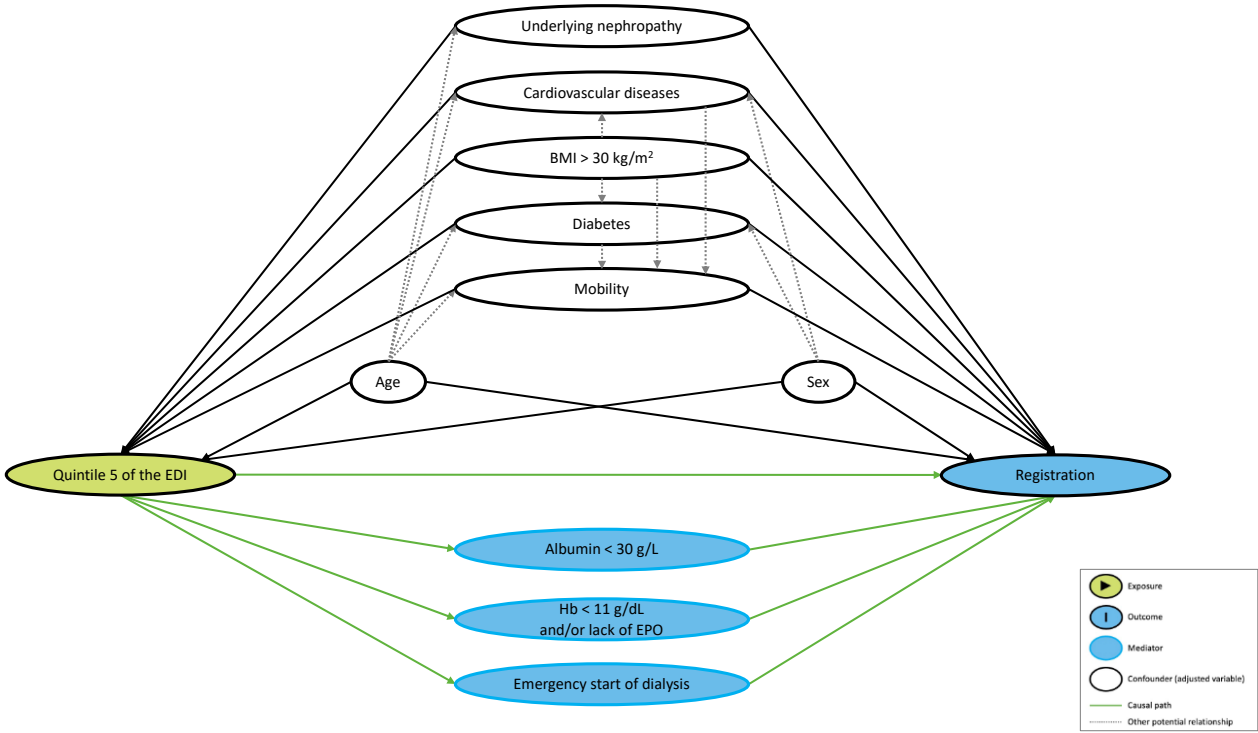 Underlying nephropathy
Cardiovascular diseases
BMI > 30 kg/m²
Diabetes
Mobility
Age
Sex
Quintile 5 of the EDI
Registration
Albumin < 30 g/L
Hb < 11 g/dL
and/or lack of EPO
Emergency start of dialysis
Exposure
Outcome
Mediator
Confounder (adjusted variable)
Causal path
Other potential relationship